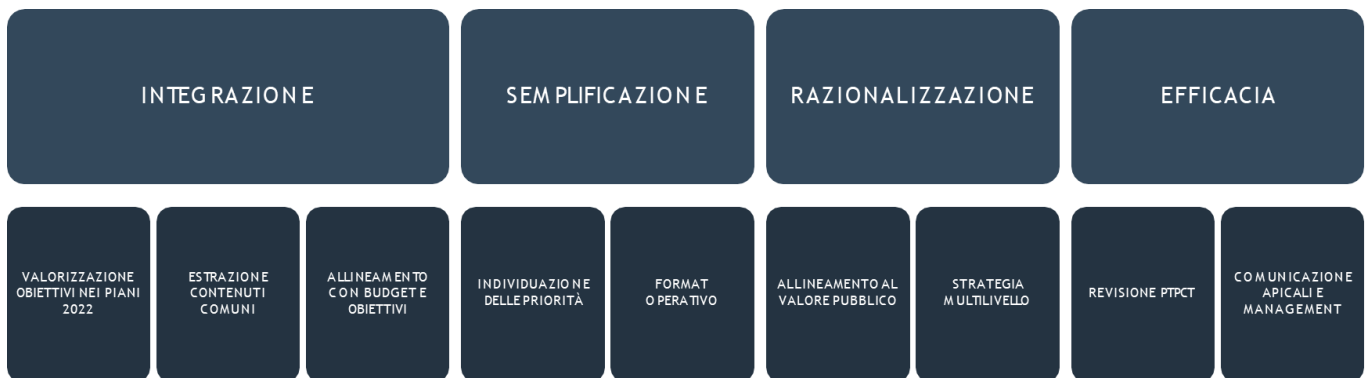 INTEGRAZIONE
SEMPLIFICAZIONE
RAZIONALIZZAZIONE
EFFICACIA
VALORIZZAZIONE
OBIETTIVI NEI PIANI
2022
ESTRAZIONE
CONTENUTI
COMUNI
ALLINEAMENTO
CON BUDGET E
OBIETTIVI
INDIVIDUAZIONE
DELLE PRIORITÀ
FORMAT
OPERATIVO
ALLINEAMENTO AL
VALORE PUBBLICO
STRATEGIA
MULTILIVELLO
REVISIONE PTPCT
COMUNICAZIONE
APICALI E
MANAGEMENT